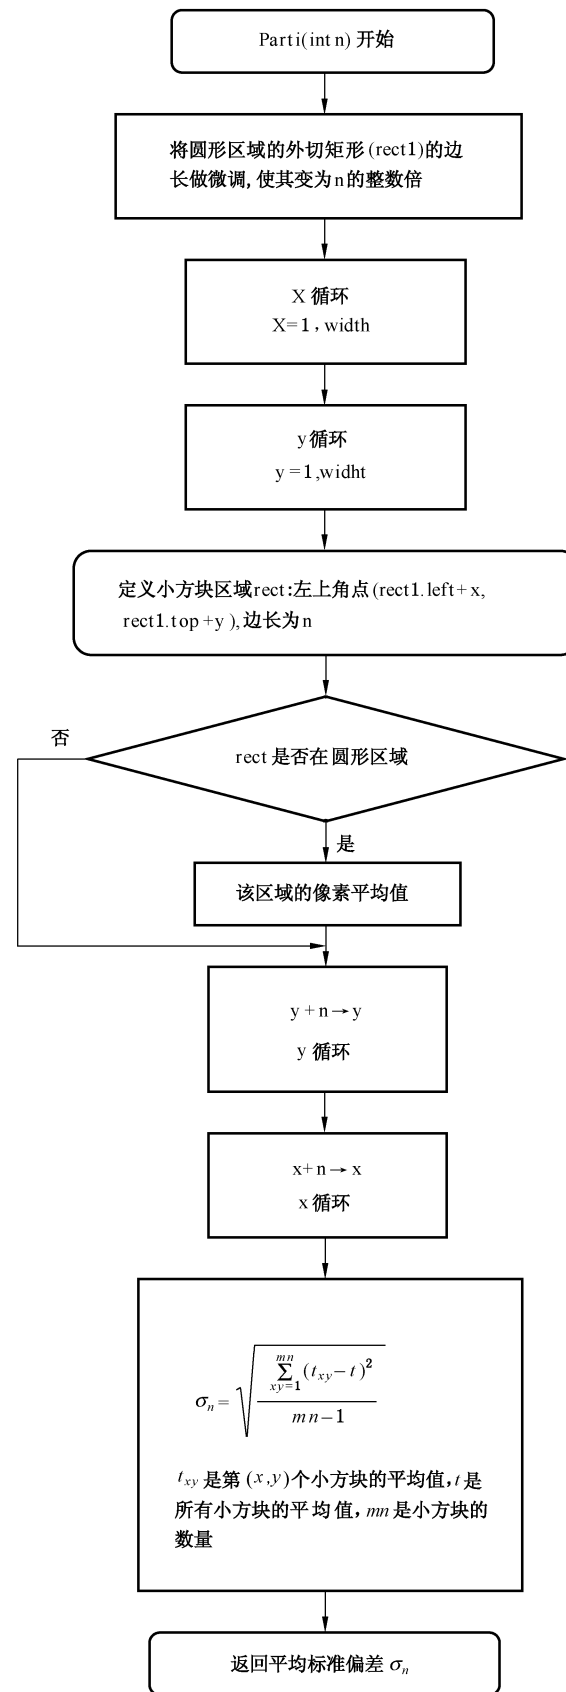 Parti(int n) 开始
将圆形区域的外切矩形(rect1)的边
长做微调,使其变为n的整数倍
X 循环
X=1,width
y循环
y=1,widht
定义小方块区域rect:左上角点(rect1.left+x,
rect1.top+y),边长为n
否
rect 是否在圆形区域
是
该区域的像素平均值
y+n→y
y 循环
x+n→x
x 循环
σn=√(∑xy=1mn(txy−t)²/(mn−1))
txy是第(x,y)个小方块的平均值,t是
所有小方块的平均值,mn是小方块的
数量
返回平均标准偏差 σn